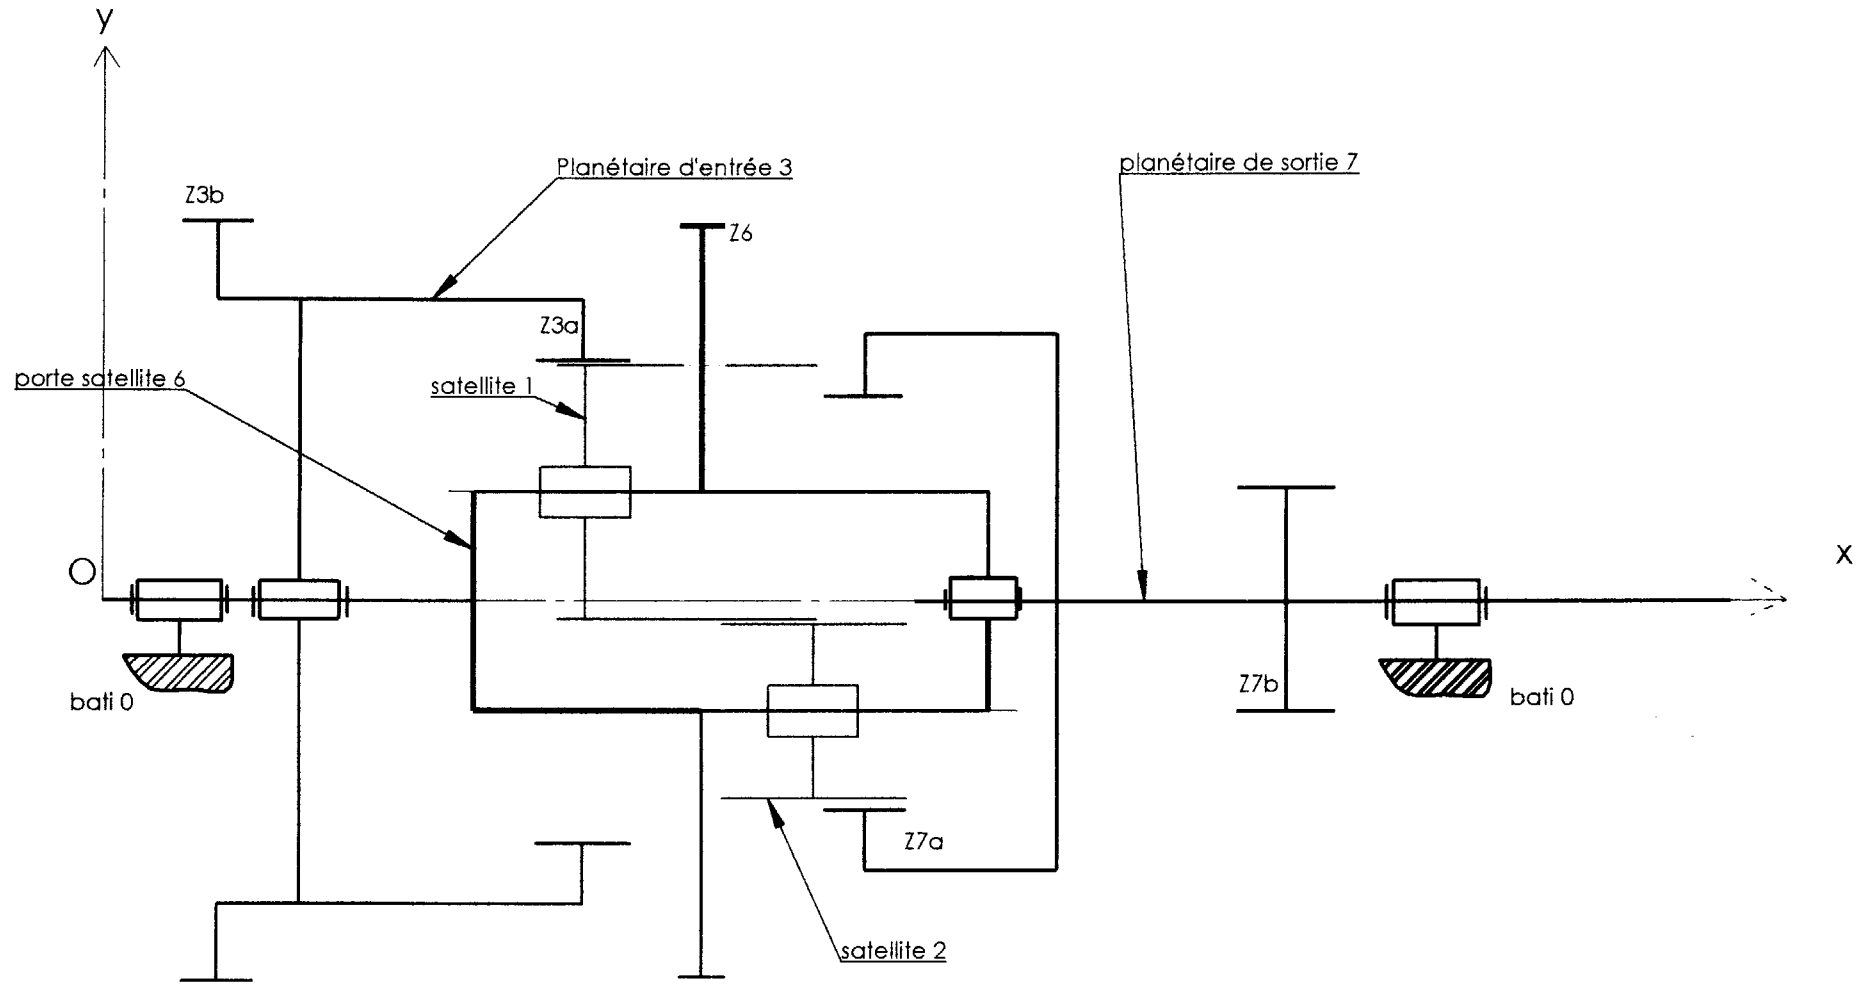 y
Planétaire d'entrée 3
planétaire de sortie 7
Z3b
Z6
Z3a
porte satellite 6
satellite 1
O
x
bati 0
Z7b
bati 0
Z7a
satellite 2